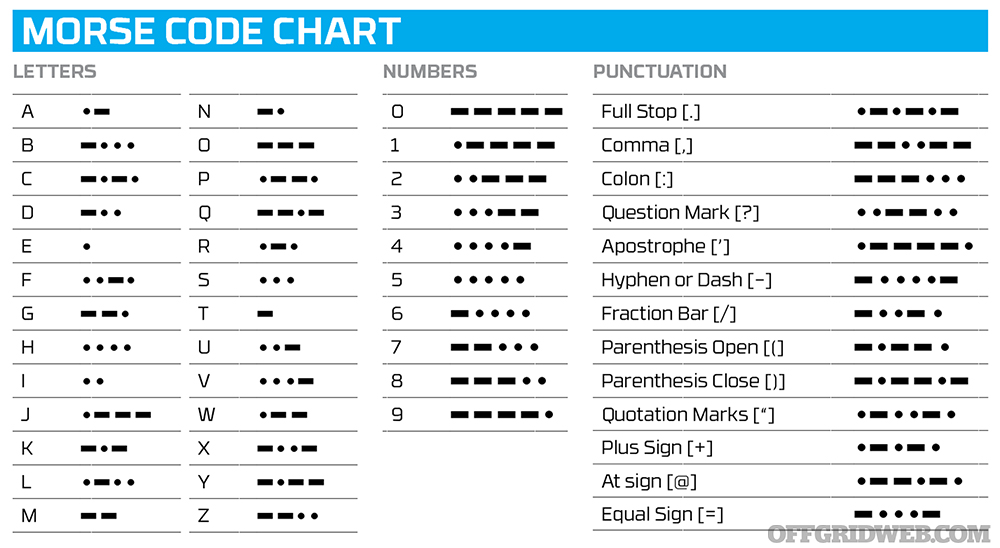 MORSE CODE CHART
LETTERS
A •–
B –•••
C –•–•
D –••
E •
F ••–•
G ––•
H ••••
I ••
J •–––
K –•–
L –•••
M ––
N –•
O –––
P •––•
Q ––•–
R •–•
S •••
T –
U ••–
V •••–
W •––
X –••–
Y –•––
Z ––••
NUMBERS
0 –––––
1 •––––
2 ••–––
3 •••––
4 ••••–
5 •••••
6 –••••
7 ––•••
8 –––••
9 ––––•
PUNCTUATION
Full Stop [.] •–•–•–
Comma [,] ––••––
Colon [:] –––•••
Question Mark [?] ••––••
Apostrophe ['] •––––•
Hyphen or Dash [–] –••••–
Fraction Bar [/] –••–•
Parenthesis Open [(] –•––•
Parenthesis Close [)] –•––•–
Quotation Marks [“] •–••–•
Plus Sign [+] •–•–•
At sign [@] •––•–•
Equal Sign [=] –•••–
OFFGRIDWEB.COM